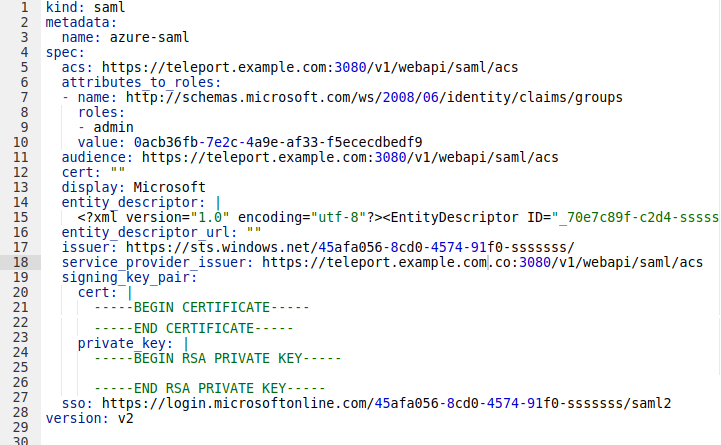 1 kind: saml
2 metadata:
3   name: azure-saml
4 spec:
5   acs: https://teleport.example.com:3080/v1/webapi/saml/acs
6   attributes_to_roles:
7   - name: http://schemas.microsoft.com/ws/2008/06/identity/claims/groups
8     roles:
9     - admin
10     value: 0acb36fb-7e2c-4a9e-af33-f5ececdbedf9
11   audience: https://teleport.example.com:3080/v1/webapi/saml/acs
12   cert: ""
13   display: Microsoft
14   entity_descriptor: |
15     <?xml version="1.0" encoding="utf-8"?><EntityDescriptor ID="_70e7c89f-c2d4-sssss
16   entity_descriptor_url: ""
17   issuer: https://sts.windows.net/45afa056-8cd0-4574-91f0-sssssss/
18   service_provider_issuer: https://teleport.example.com.co:3080/v1/webapi/saml/acs
19   signing_key_pair:
20     cert: |
21       -----BEGIN CERTIFICATE-----
22       -----END CERTIFICATE-----
23     private_key: |
24       -----BEGIN RSA PRIVATE KEY-----
25
26       -----END RSA PRIVATE KEY-----
27   sso: https://login.microsoftonline.com/45afa056-8cd0-4574-91f0-sssssss/saml2
28 version: v2
29
30